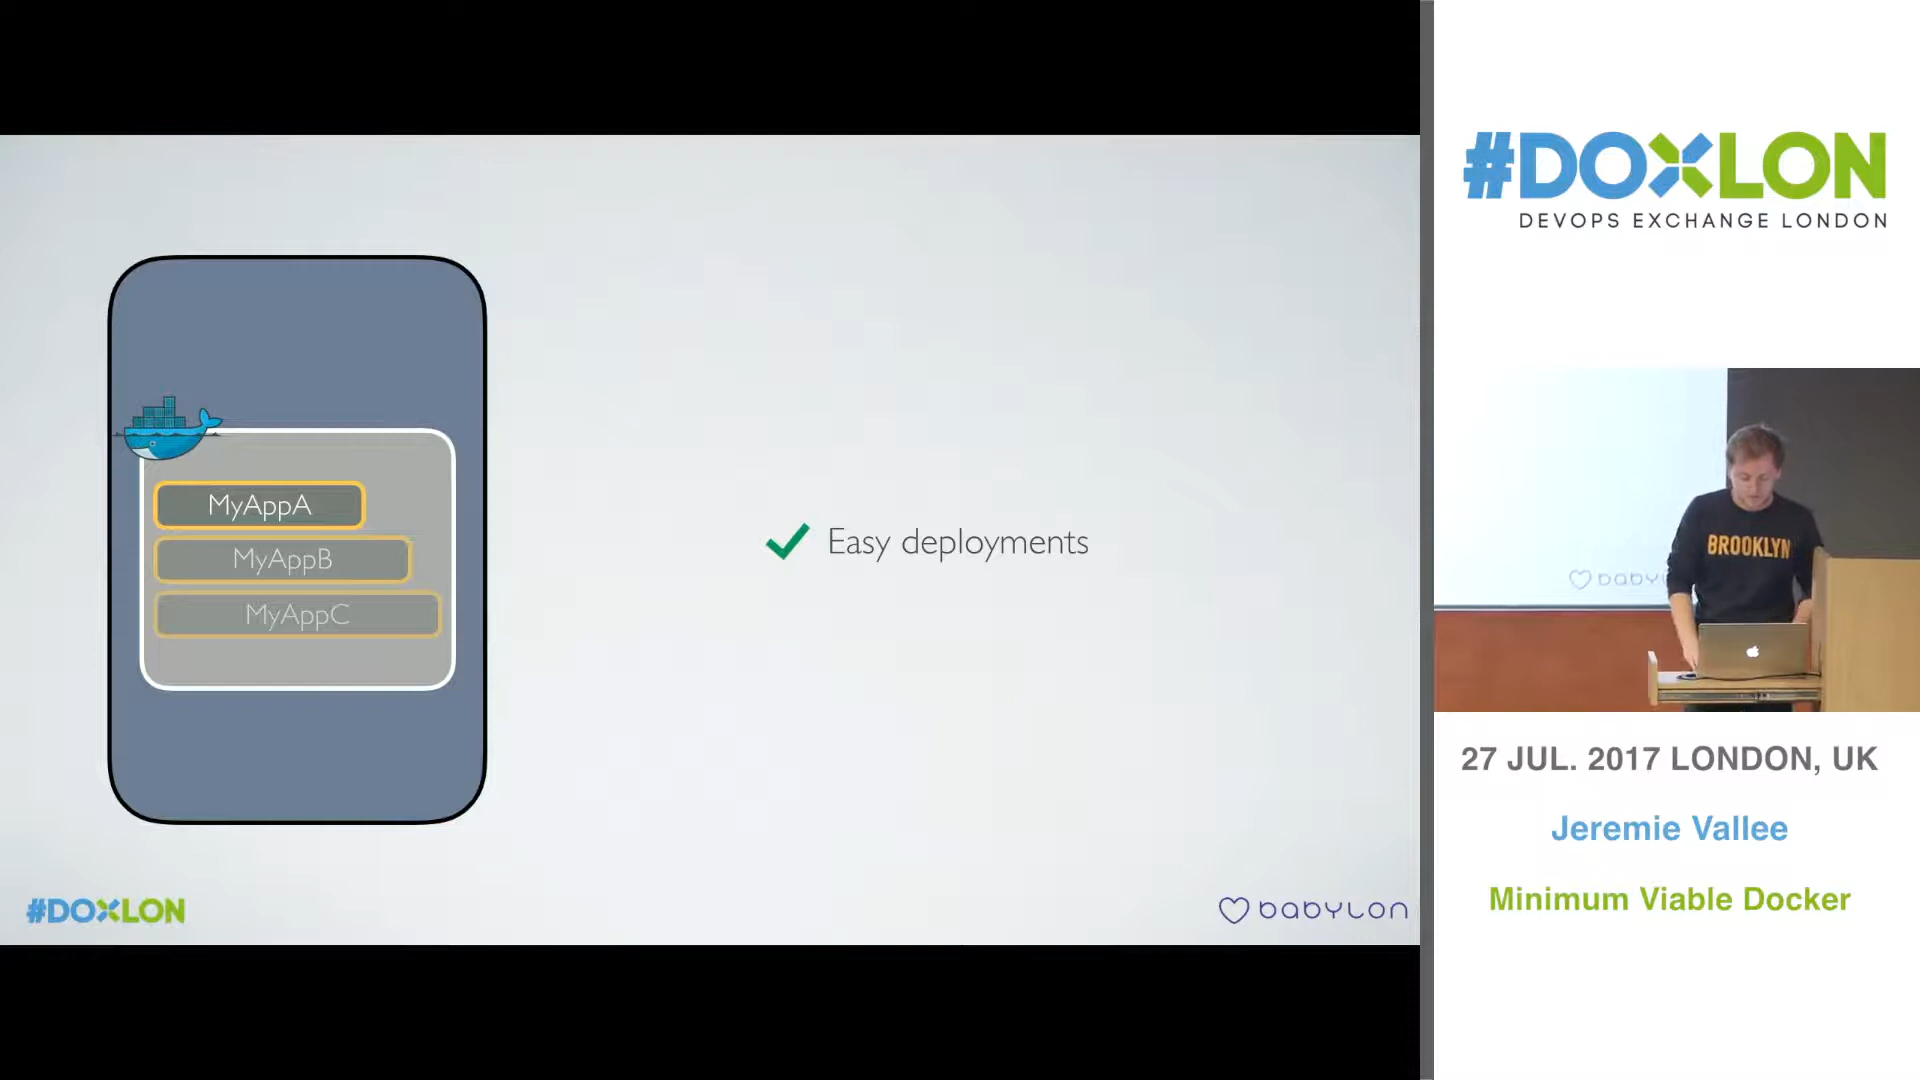 MyAppA
MyAppB
MyAppC
Easy deployments
#DOXLON
babylon
#DOXLON
DEVOPS EXCHANGE LONDON
BROOKLYN
babyl
27 JUL. 2017 LONDON, UK
Jeremie Vallee
Minimum Viable Docker